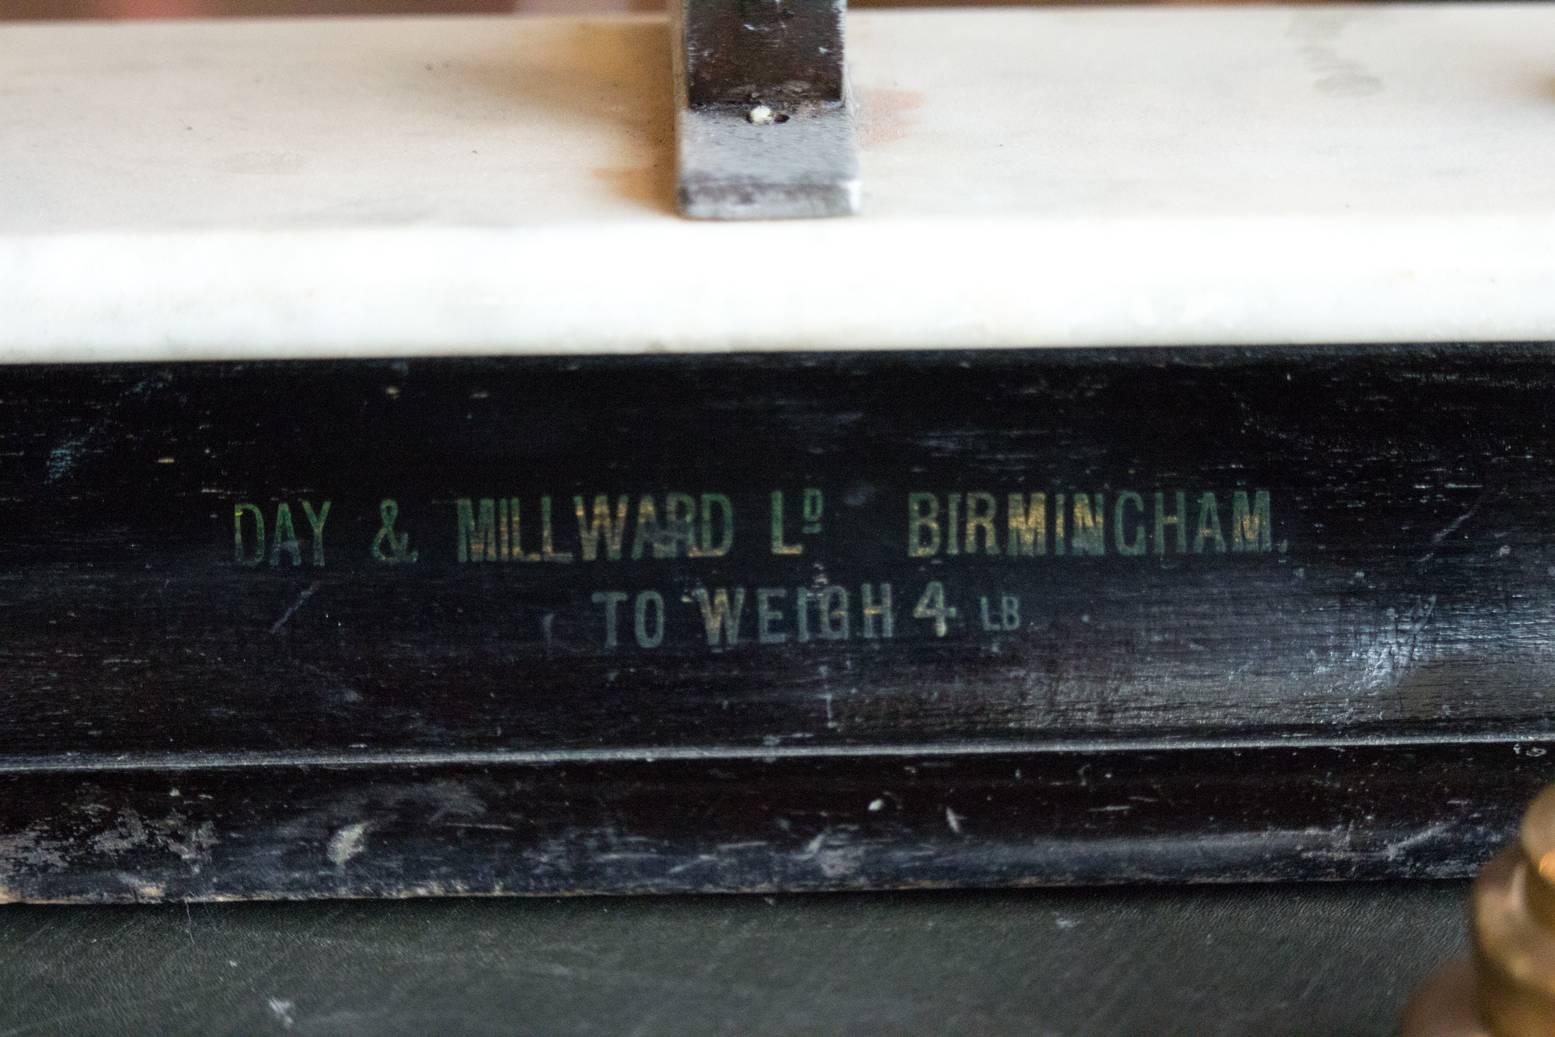 DAY & MILLWARD LD BIRMINGHAM.
TO WEIGH 4 LB